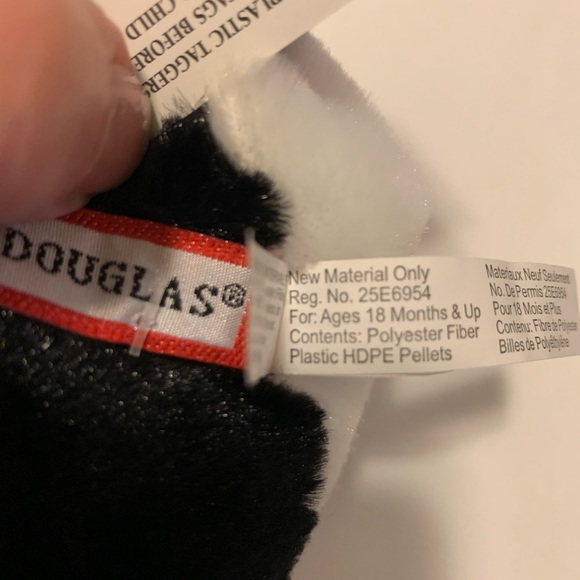 PLASTIC TAGGERS
TAGS BEFORE
CHILD
DOUGLAS®
New Material Only
Reg. No. 25E6954
For: Ages 18 Months & Up
Contents: Polyester Fiber
Plastic HDPE Pellets
Materiaux Neuf Seulement
No. De Permis 25E6954
Pour 18 Mois et Plus
Contenu: Fibre de Polyester
Billes de Polyéthylène